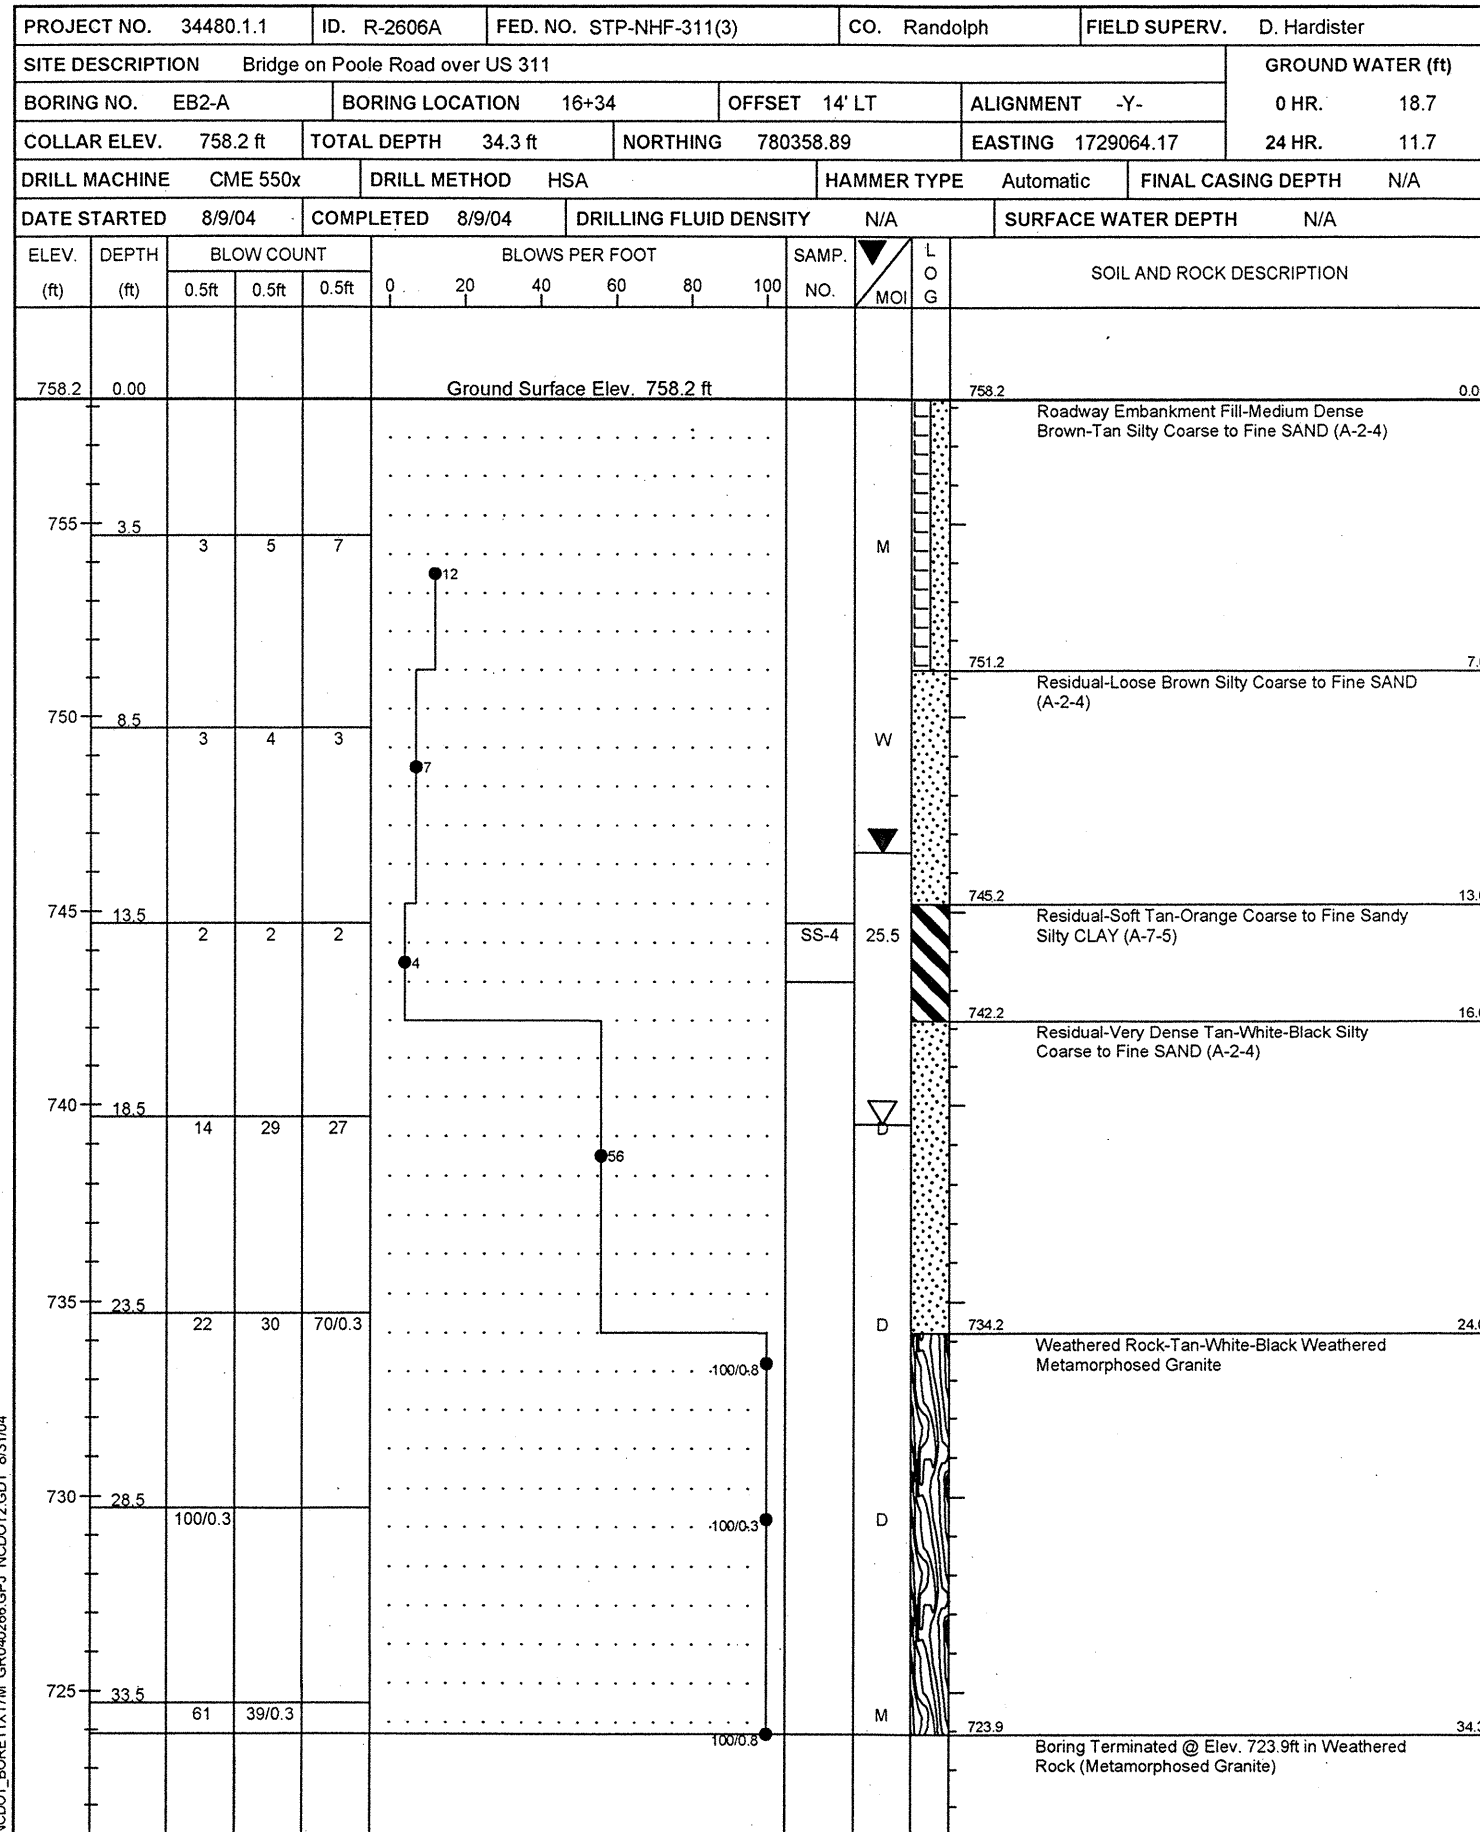 PROJECT NO. 34480.1.1 ID. R-2606A FED. NO. STP-NHF-311(3) CO. Randolph FIELD SUPERV. D. Hardister
SITE DESCRIPTION Bridge on Poole Road over US 311 GROUND WATER (ft)
BORING NO. EB2-A BORING LOCATION 16+34 OFFSET 14' LT ALIGNMENT -Y- 0 HR. 18.7
COLLAR ELEV. 758.2 ft TOTAL DEPTH 34.3 ft NORTHING 780358.89 EASTING 1729064.17 24 HR. 11.7
DRILL MACHINE CME 550x DRILL METHOD HSA HAMMER TYPE Automatic FINAL CASING DEPTH N/A
DATE STARTED 8/9/04 COMPLETED 8/9/04 DRILLING FLUID DENSITY N/A SURFACE WATER DEPTH N/A
ELEV. DEPTH BLOW COUNT BLOWS PER FOOT SAMP. L
O SOIL AND ROCK DESCRIPTION
(ft) (ft) 0.5ft 0.5ft 0.5ft 0 20 40 60 80 100 NO. MOI G
758.2 0.00 Ground Surface Elev. 758.2 ft 758.2 0.0
Roadway Embankment Fill-Medium Dense
Brown-Tan Silty Coarse to Fine SAND (A-2-4)
755 3.5
3 5 7 M
12
751.2 7.
Residual-Loose Brown Silty Coarse to Fine SAND
(A-2-4)
750 8.5
3 4 3 W
7
745.2 13.
745 13.5 Residual-Soft Tan-Orange Coarse to Fine Sandy
2 2 2 SS-4 25.5 Silty CLAY (A-7-5)
4
742.2 16.
Residual-Very Dense Tan-White-Black Silty
Coarse to Fine SAND (A-2-4)
740 18.5
14 29 27 D
56
735 23.5
22 30 70/0.3 D 734.2 24.
Weathered Rock-Tan-White-Black Weathered
Metamorphosed Granite
100/0.8
730 28.5
100/0.3 100/0.3 D
725 33.5
61 39/0.3 M
723.9 34.3
100/0.8
Boring Terminated @ Elev. 723.9ft in Weathered
Rock (Metamorphosed Granite)